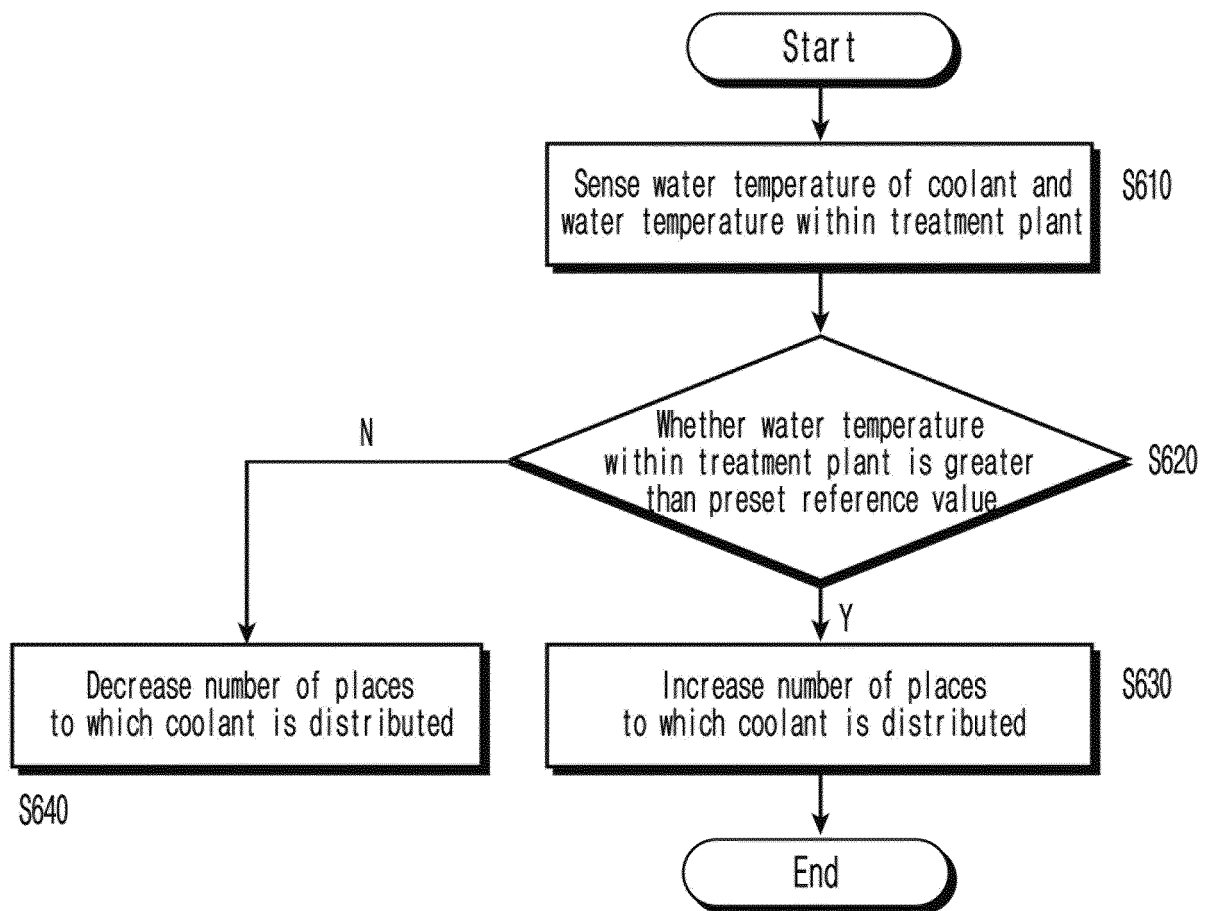 Start
Sense water temperature of coolant and
water temperature within treatment plant
S610
Whether water temperature
within treatment plant is greater
than preset reference value
S620
N
Y
Decrease number of places
to which coolant is distributed
S640
Increase number of places
to which coolant is distributed
S630
End